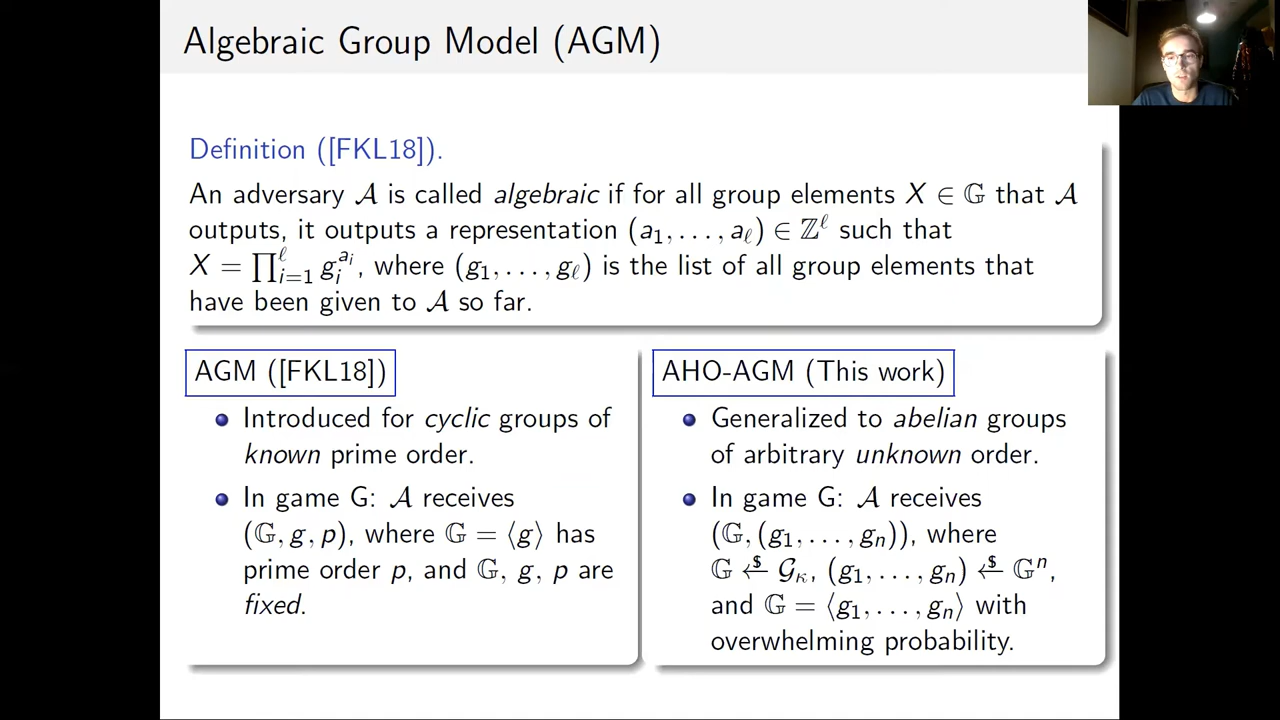 Algebraic Group Model (AGM)
Definition ([FKL18]).
An adversary 𝒜 is called algebraic if for all group elements X ∈ 𝔾 that 𝒜
outputs, it outputs a representation (a₁, . . . , a_ℓ) ∈ ℤ^ℓ such that
X = ∏_{i=1}^{ℓ} g_i^{a_i}, where (g₁, . . . , g_ℓ) is the list of all group elements that
have been given to 𝒜 so far.
AGM ([FKL18])
Introduced for cyclic groups of
known prime order.
In game G: 𝒜 receives
(𝔾, g, p), where 𝔾 = ⟨g⟩ has
prime order p, and 𝔾, g, p are
fixed.
AHO-AGM (This work)
Generalized to abelian groups
of arbitrary unknown order.
In game G: 𝒜 receives
(𝔾, (g₁, . . . , g_n)), where
𝔾 ←$ 𝒢_κ, (g₁, . . . , g_n) ←$ 𝔾ⁿ,
and 𝔾 = ⟨g₁, . . . , g_n⟩ with
overwhelming probability.